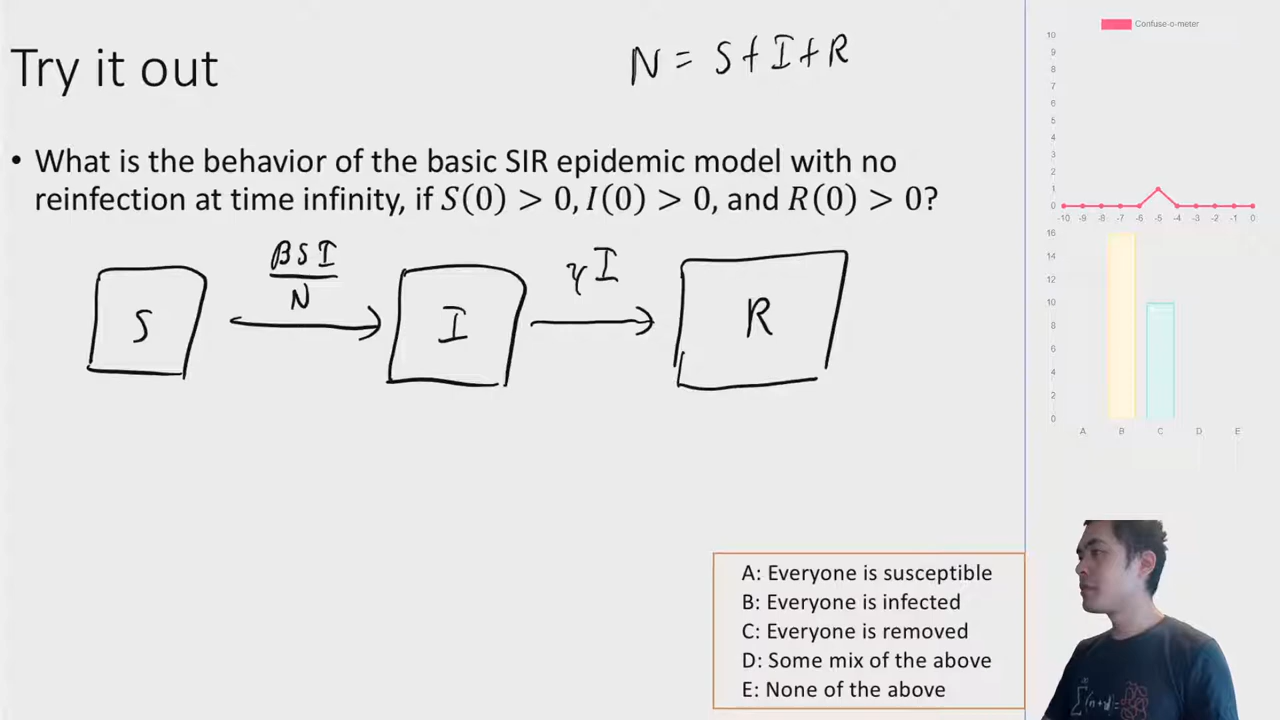 Try it out
N = S+I+R
• What is the behavior of the basic SIR epidemic model with no
reinfection at time infinity, if S(0) > 0, I(0) > 0, and R(0) > 0?
S
βSI
N
I
γI
R
A: Everyone is susceptible
B: Everyone is infected
C: Everyone is removed
D: Some mix of the above
E: None of the above
Confuse-o-meter
10
9
8
7
6
5
4
3
2
1
0
-10 -9 -8 -7 -6 -5 -4 -3 -2 -1 0
16
14
12
10
8
6
4
2
0
A B C D E